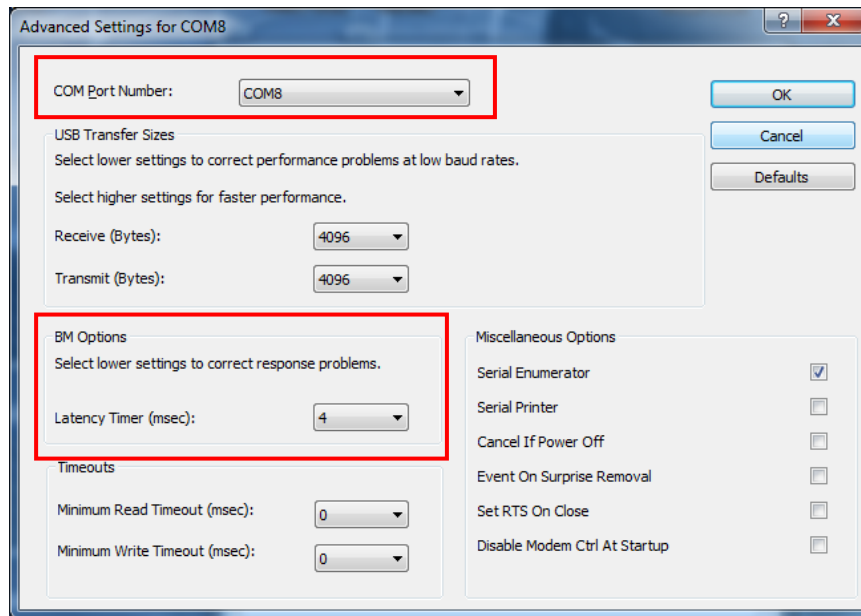 Advanced Settings for COM8
COM Port Number: COM8
OK
USB Transfer Sizes
Cancel
Select lower settings to correct performance problems at low baud rates.
Defaults
Select higher settings for faster performance.
Receive (Bytes): 4096
Transmit (Bytes): 4096
BM Options
Select lower settings to correct response problems.
Latency Timer (msec): 4
Timeouts
Minimum Read Timeout (msec): 0
Minimum Write Timeout (msec): 0
Miscellaneous Options
Serial Enumerator
Serial Printer
Cancel If Power Off
Event On Surprise Removal
Set RTS On Close
Disable Modem Ctrl At Startup